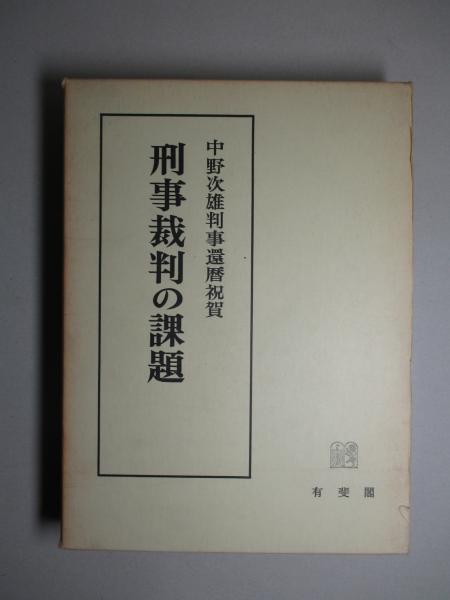 中野次雄判事還暦祝賀
刑事裁判の課題
有斐閣